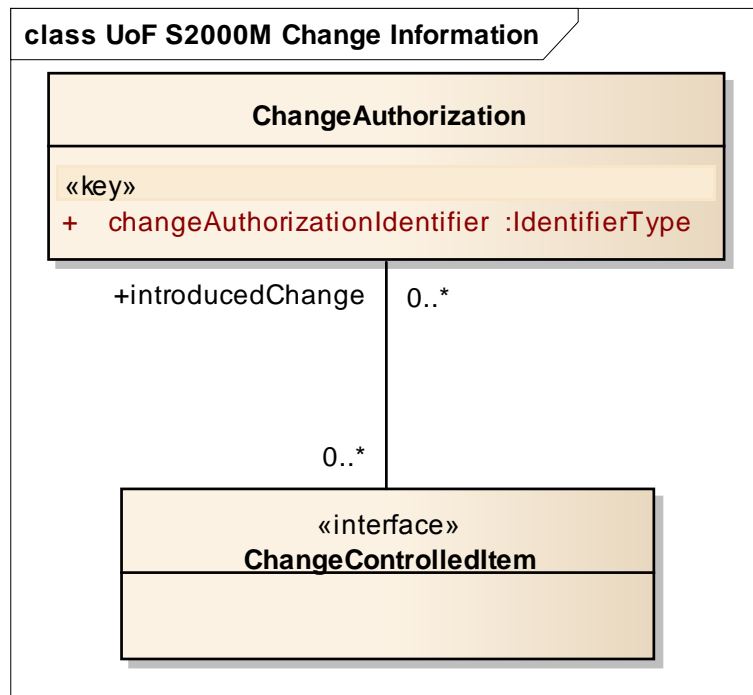 class UoF S2000M Change Information
ChangeAuthorization
«key»
+ changeAuthorizationIdentifier :IdentifierType
+introducedChange 0..*
0..*
«interface»
ChangeControlledItem